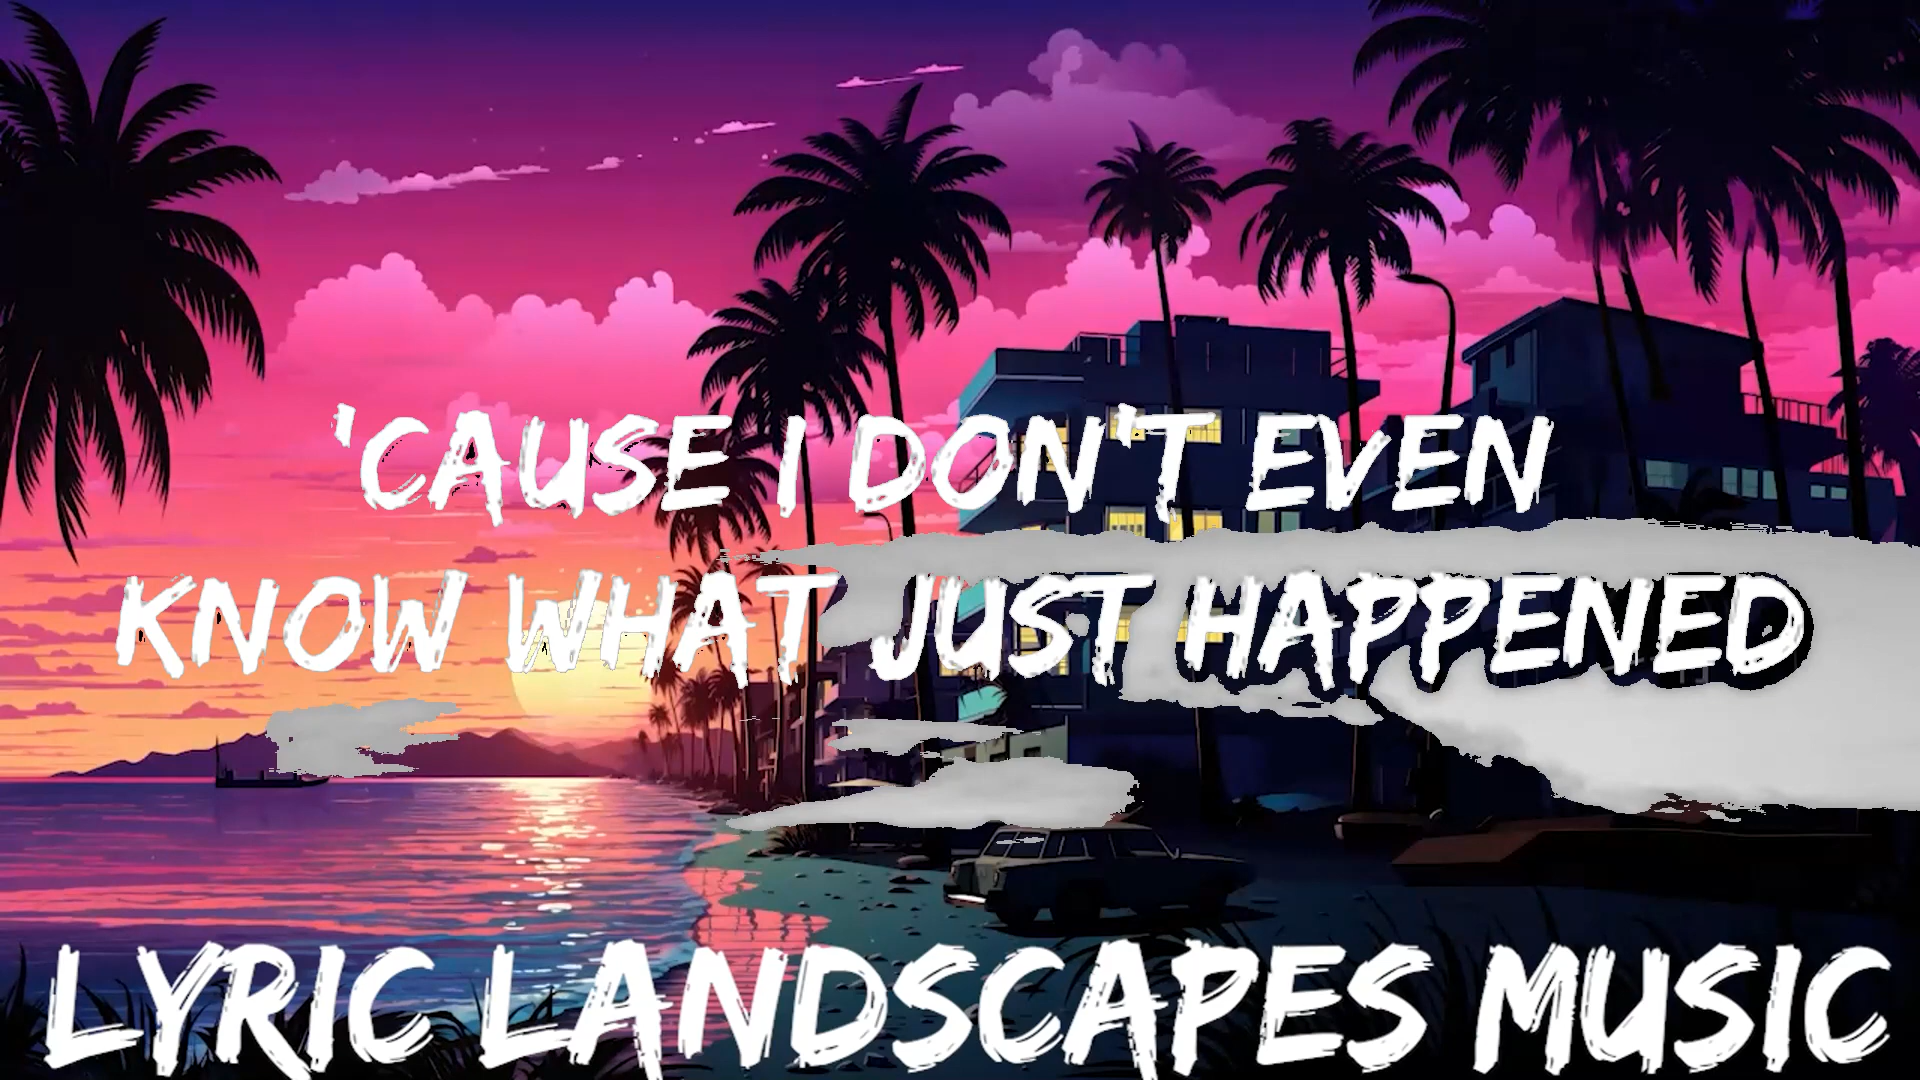 'CAUSE I DON'T EVEN
KNOW WHAT JUST HAPPENED
LYRIC LANDSCAPES MUSIC